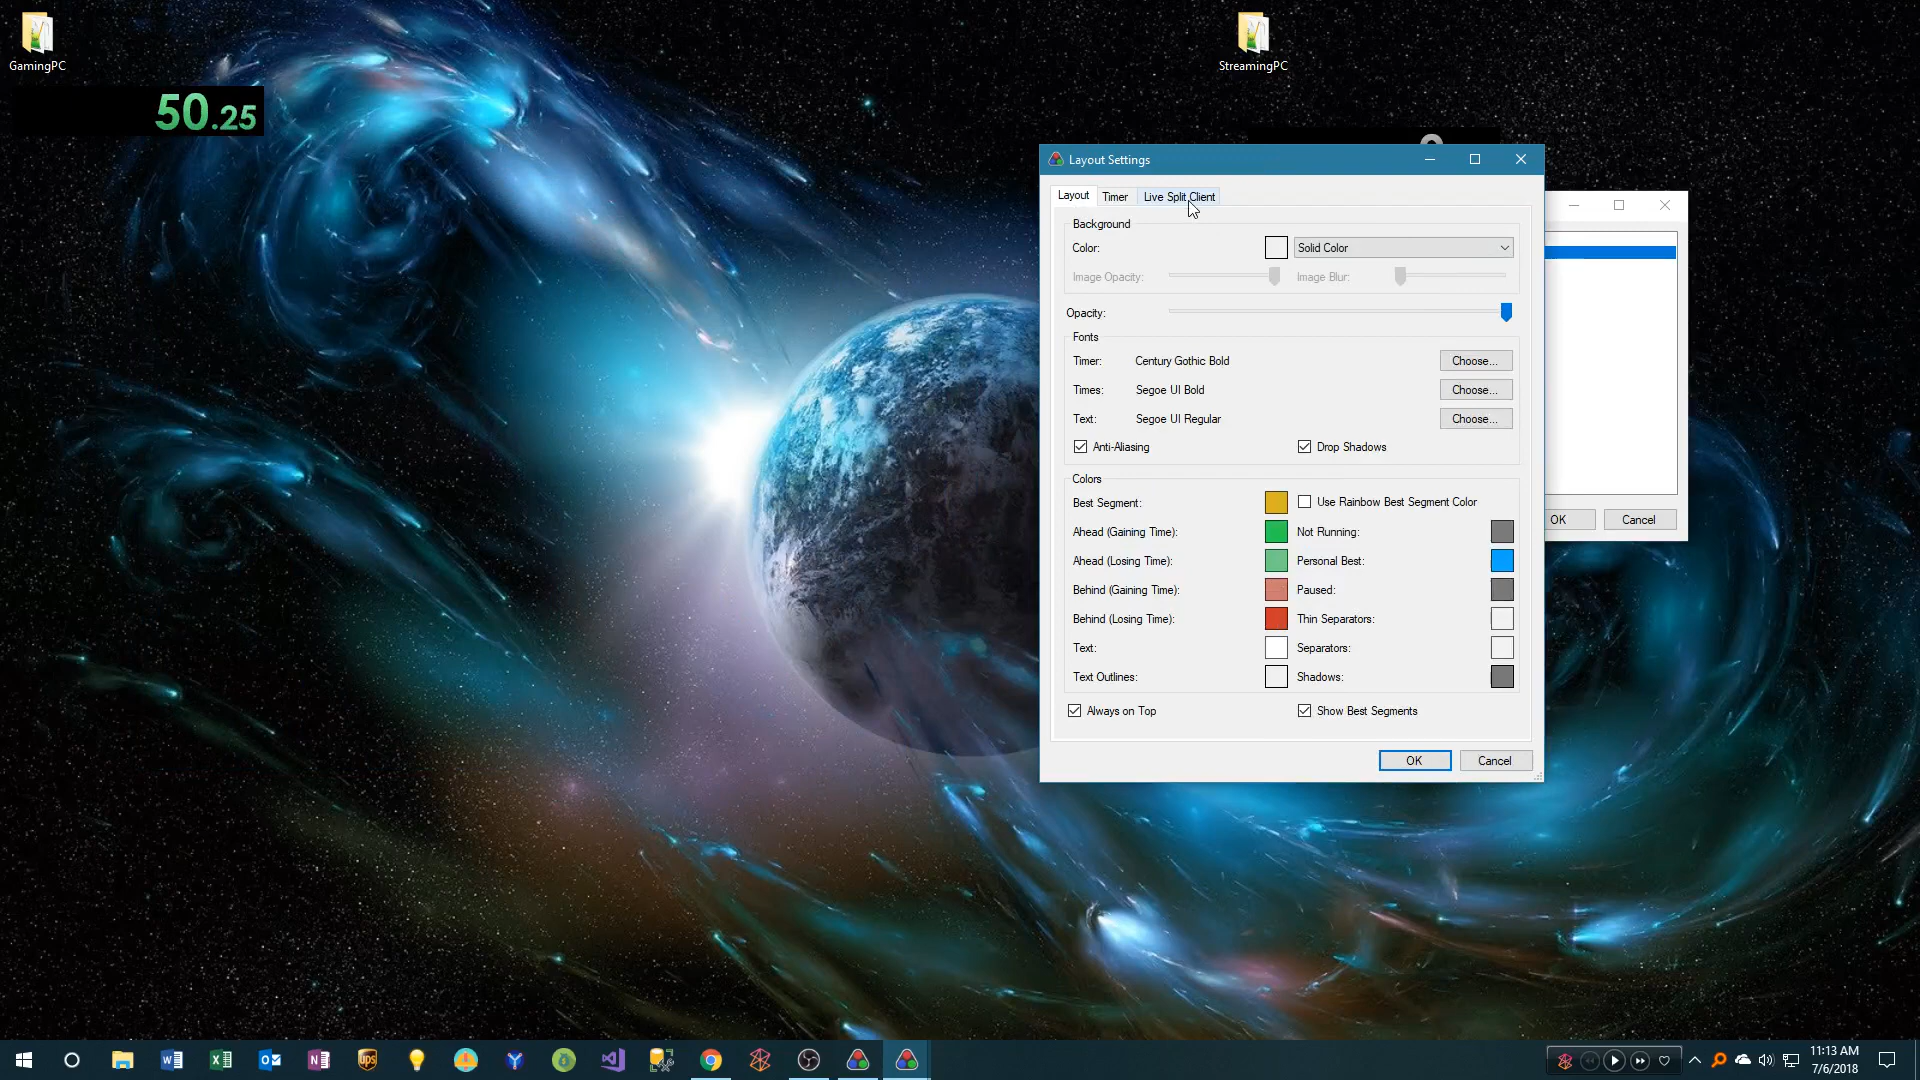 GamingPC
StreamingPC
50.25
Layout Settings
Layout Timer Live Split Client
Background
Color: Solid Color
Image Opacity: Image Blur:
Opacity:
Fonts
Timer: Century Gothic Bold Choose...
Times: Segoe UI Bold Choose...
Text: Segoe UI Regular Choose...
Anti-Aliasing Drop Shadows
Colors
Best Segment: Use Rainbow Best Segment Color
Ahead (Gaining Time): Not Running:
Ahead (Losing Time): Personal Best:
Behind (Gaining Time): Paused:
Behind (Losing Time): Thin Separators:
Text: Separators:
Text Outlines: Shadows:
Always on Top Show Best Segments
OK Cancel
OK Cancel
ups
11:13 AM
7/6/2018